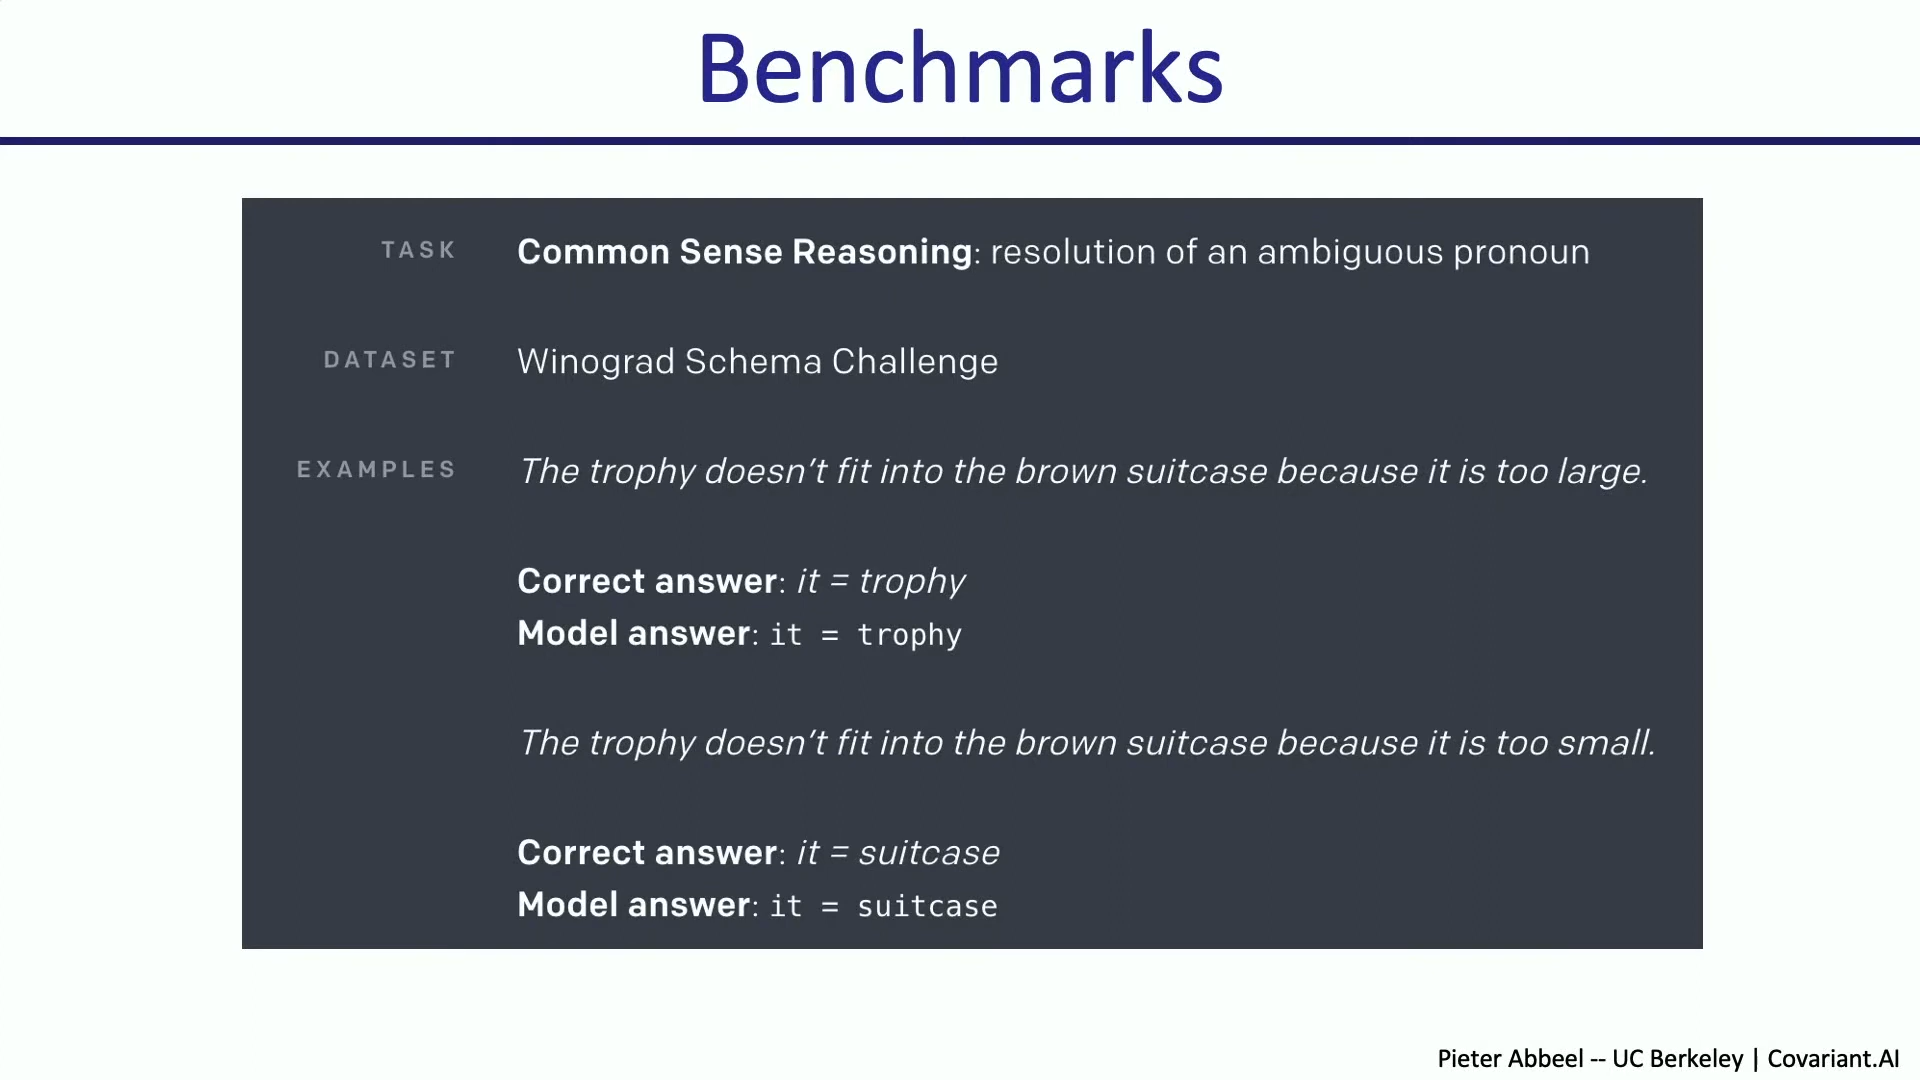 Benchmarks
TASK Common Sense Reasoning: resolution of an ambiguous pronoun
DATASET Winograd Schema Challenge
EXAMPLES The trophy doesn’t fit into the brown suitcase because it is too large.
Correct answer: it = trophy
Model answer: it = trophy
The trophy doesn’t fit into the brown suitcase because it is too small.
Correct answer: it = suitcase
Model answer: it = suitcase
Pieter Abbeel -- UC Berkeley | Covariant.AI